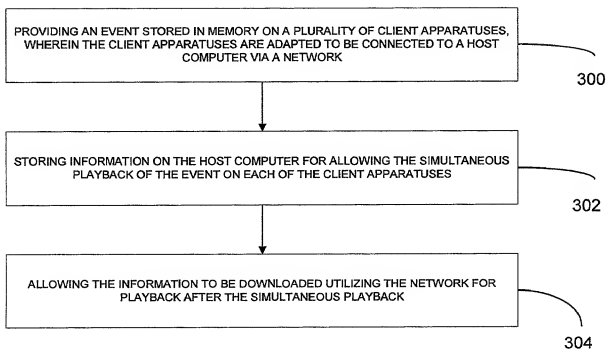 PROVIDING AN EVENT STORED IN MEMORY ON A PLURALITY OF CLIENT APPARATUSES,
WHEREIN THE CLIENT APPARATUSES ARE ADAPTED TO BE CONNECTED TO A HOST
COMPUTER VIA A NETWORK
300
STORING INFORMATION ON THE HOST COMPUTER FOR ALLOWING THE SIMULTANEOUS
PLAYBACK OF THE EVENT ON EACH OF THE CLIENT APPARATUSES
302
ALLOWING THE INFORMATION TO BE DOWNLOADED UTILIZING THE NETWORK FOR
PLAYBACK AFTER THE SIMULTANEOUS PLAYBACK
304